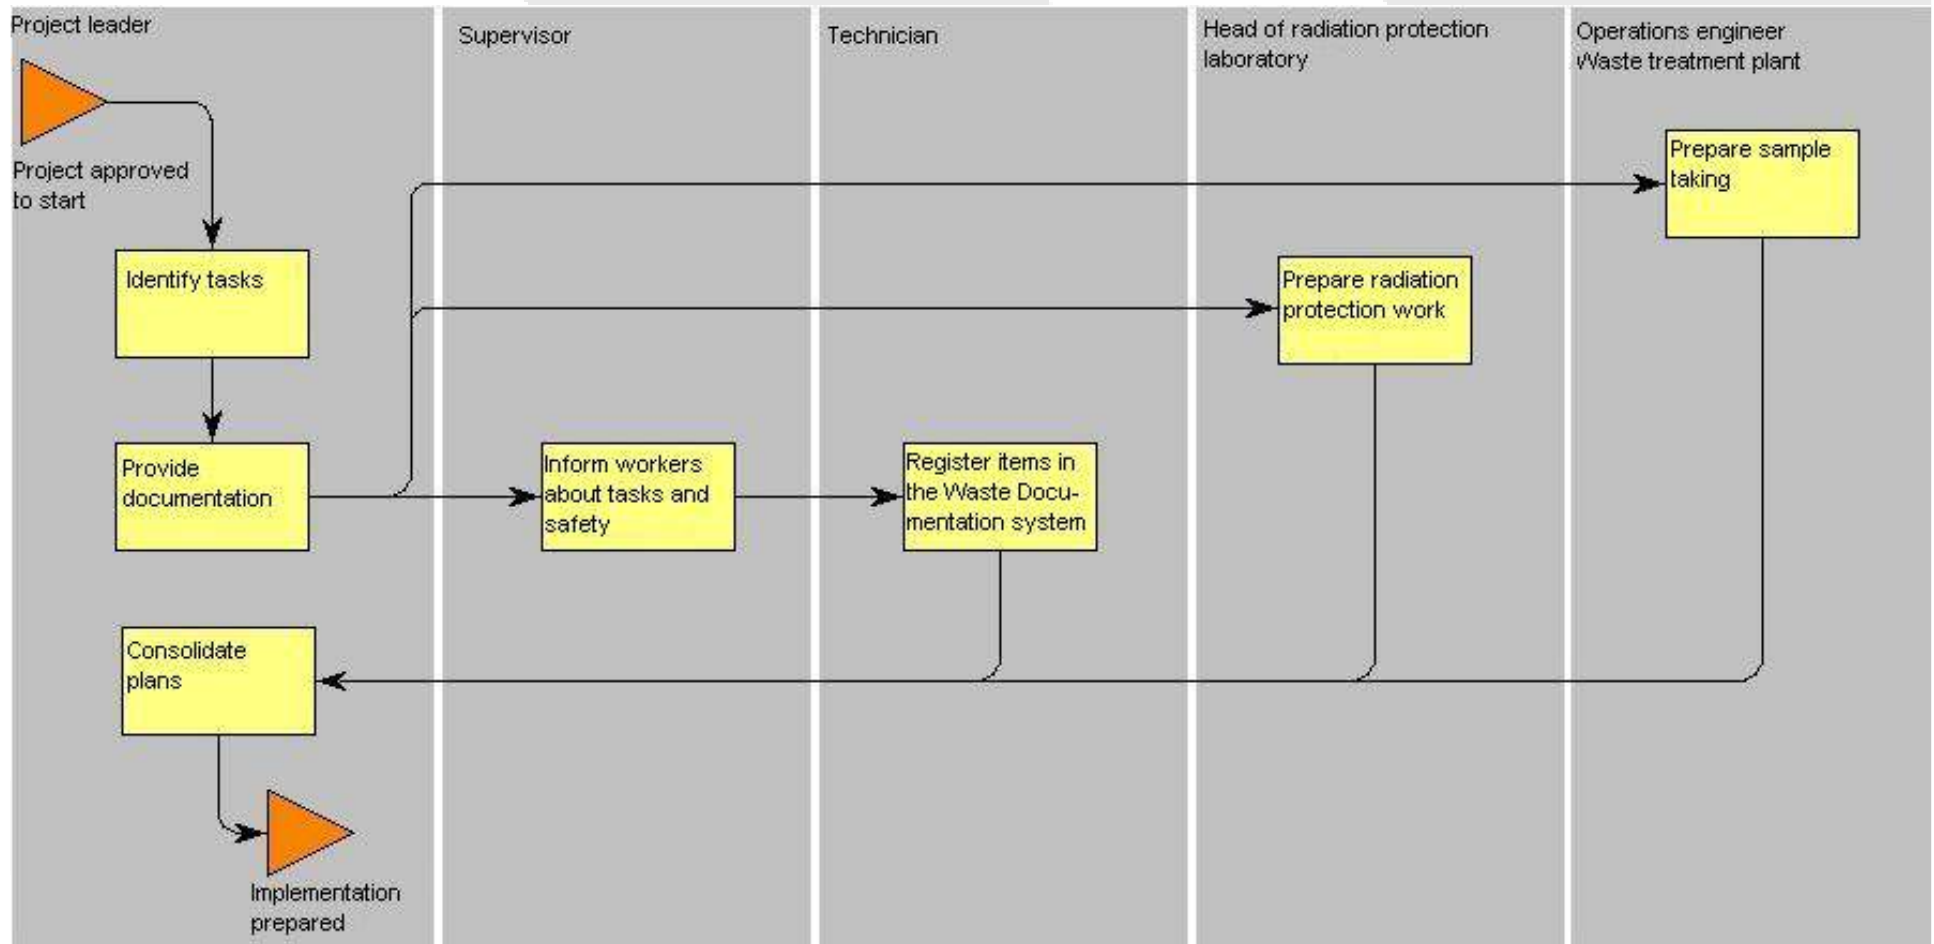 Project leader
Supervisor
Technician
Head of radiation protection
laboratory
Operations engineer
Waste treatment plant
Project approved
to start
Prepare sample
taking
Identify tasks
Prepare radiation
protection work
Provide
documentation
Inform workers
about tasks and
safety
Register items in
the Waste Docu-
mentation system
Consolidate
plans
Implementation
prepared